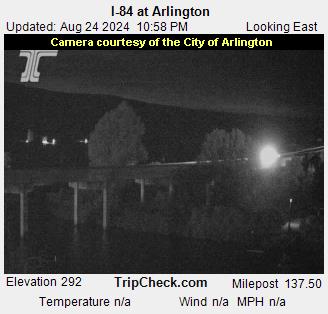 I-84 at Arlington
Updated: Aug 24 2024 10:58 PM Looking East
Camera courtesy of the City of Arlington
Elevation 292 TripCheck.com Milepost 137.50
Temperature n/a Wind n/a MPH n/a